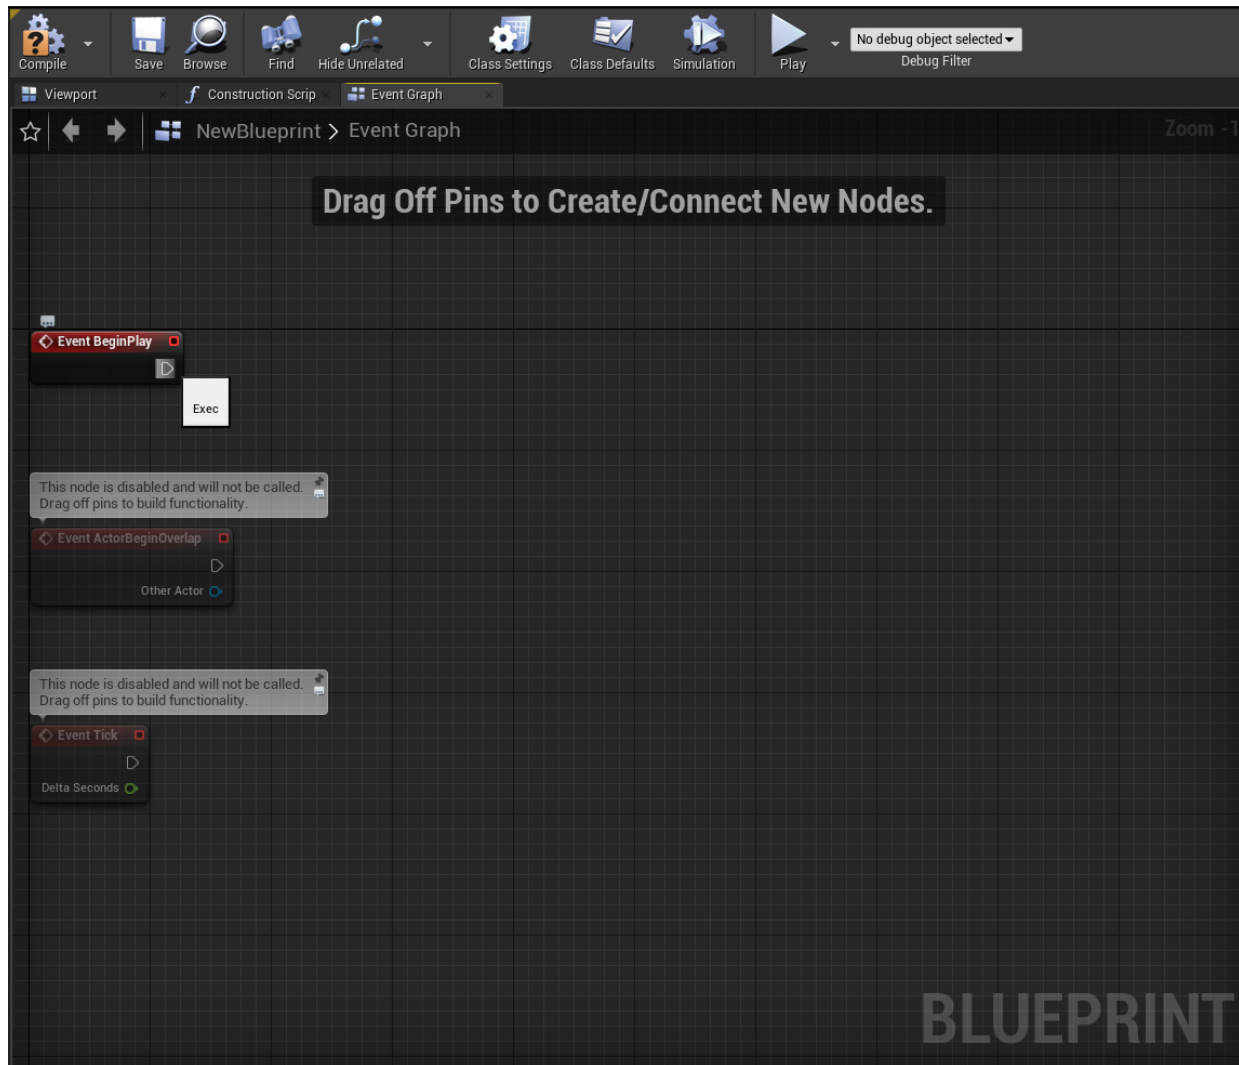 Compile
Save
Browse
Find
Hide Unrelated
Class Settings
Class Defaults
Simulation
Play
No debug object selected
Debug Filter
Viewport
Construction Scrip
Event Graph
NewBlueprint > Event Graph
Zoom -1
Drag Off Pins to Create/Connect New Nodes.
Event BeginPlay
Exec
This node is disabled and will not be called.
Drag off pins to build functionality.
Event ActorBeginOverlap
Other Actor
This node is disabled and will not be called.
Drag off pins to build functionality.
Event Tick
Delta Seconds
BLUEPRINT